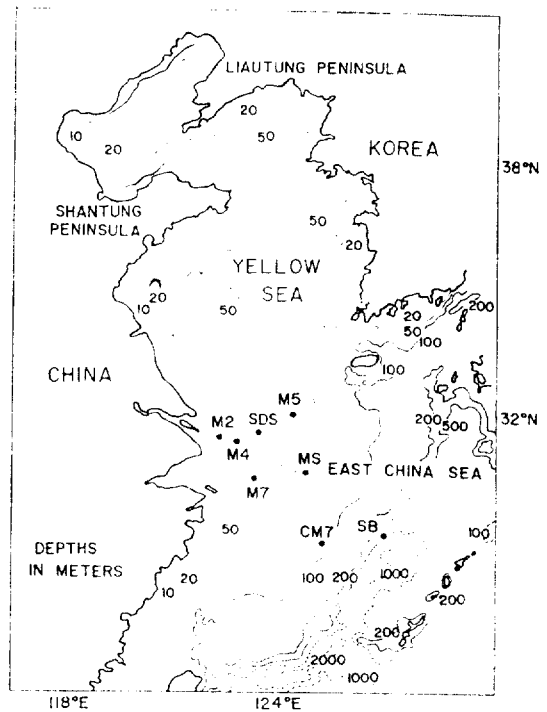 LIAUTUNG PENINSULA
20
50
10
20
KOREA
38°N
SHANTUNG
PENINSULA
50
20
YELLOW
SEA
20
10
50
200
20
50
100
100
CHINA
M5
M2
SDS
M4
200
500
32°N
MS
EAST CHINA SEA
M7
50
CM7
SB
100
DEPTHS
IN METERS
100
200
1000
20
10
200
200
2000
1000
118°E
124°E